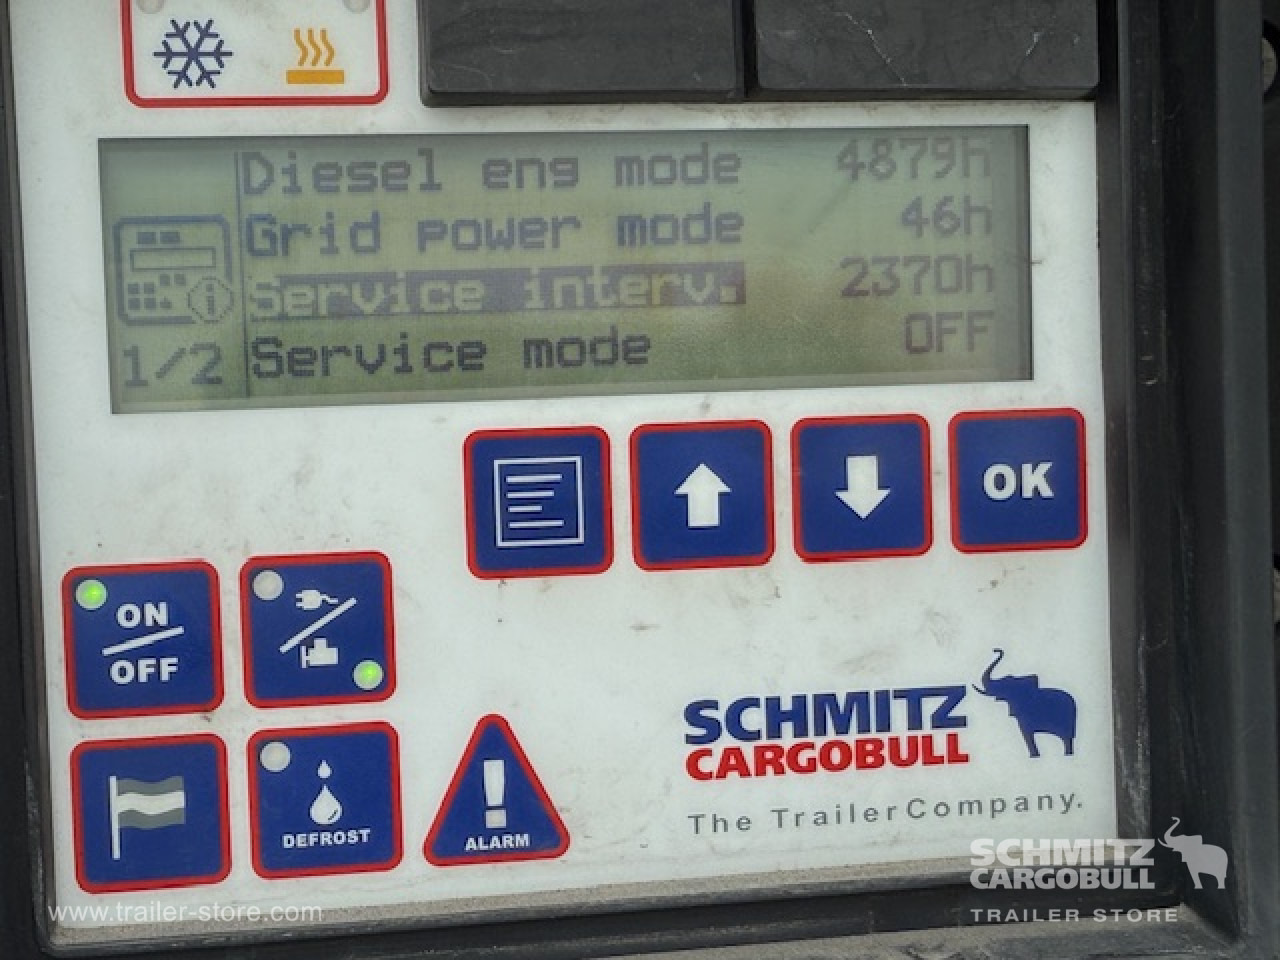 Diesel eng mode 4879h
Grid power mode 46h
Service interv. 2370h
1/2 Service mode OFF
OK
ON
OFF
DEFROST
ALARM
SCHMITZ
CARGOBULL
The TrailerCompany.
SCHMITZ
CARGOBULL
TRAILER STORE
www.trailer-store.com